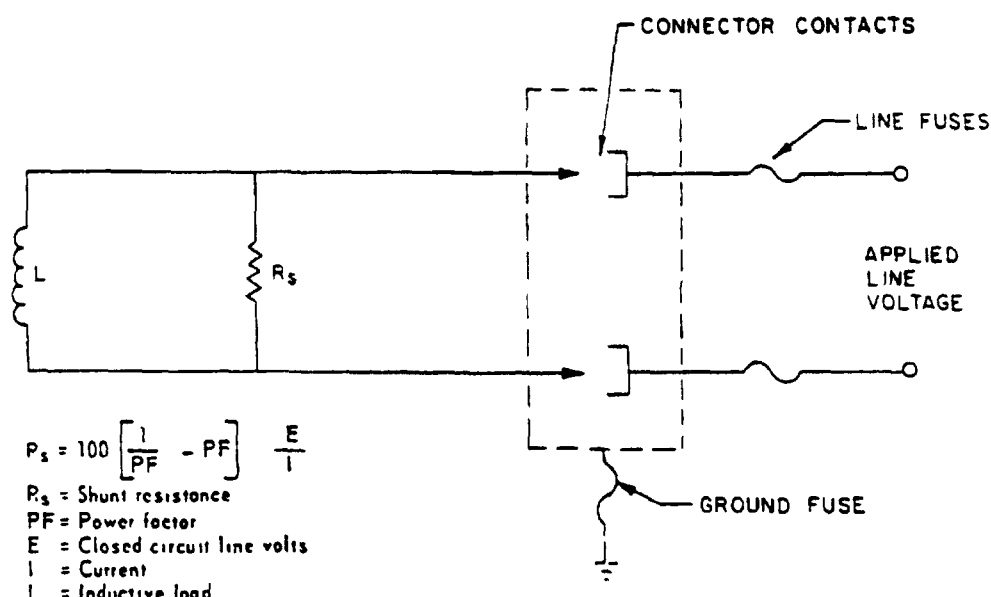 CONNECTOR CONTACTS
LINE FUSES
L
Rs
APPLIED
LINE
VOLTAGE
Ps = 100 [1/PF - PF] E/I
Rs = Shunt resistance
PF = Power factor
E = Closed circuit line volts
I = Current
L = Inductive load
GROUND FUSE